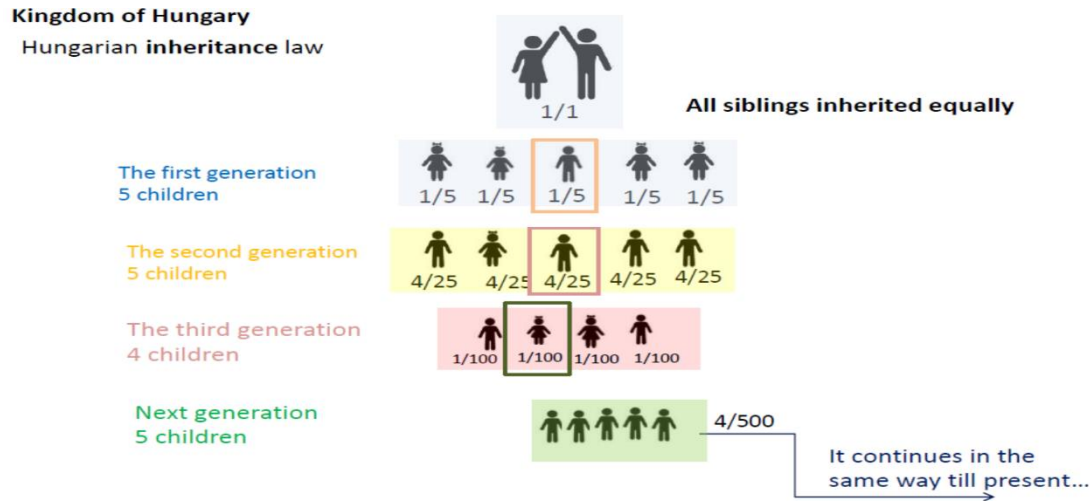 Kingdom of Hungary
Hungarian inheritance law
1/1
All siblings inherited equally
The first generation
5 children
1/5 1/5 1/5 1/5 1/5
The second generation
5 children
4/25 4/25 4/25 4/25 4/25
The third generation
4 children
1/100 1/100 1/100 1/100
Next generation
5 children
4/500
It continues in the
same way till present...